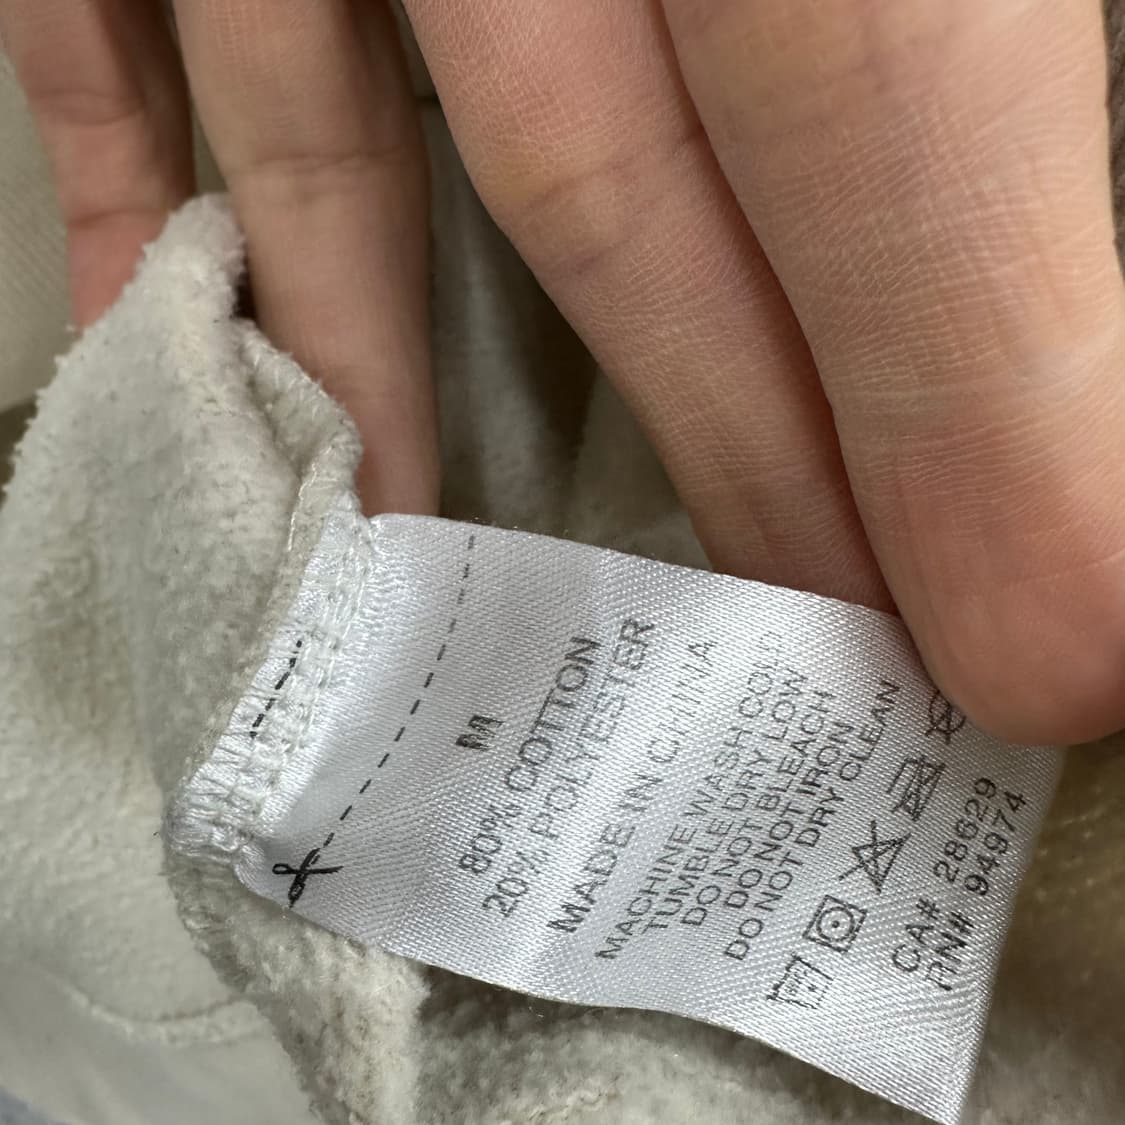 M
80% COTTON
20% POLYESTER
MADE IN CHINA
MACHINE WASH COLD
TUMBLE DRY LOW
DO NOT BLEACH
DO NOT IRON
DO NOT DRY CLEAN
CA# 28629
RN# 94974